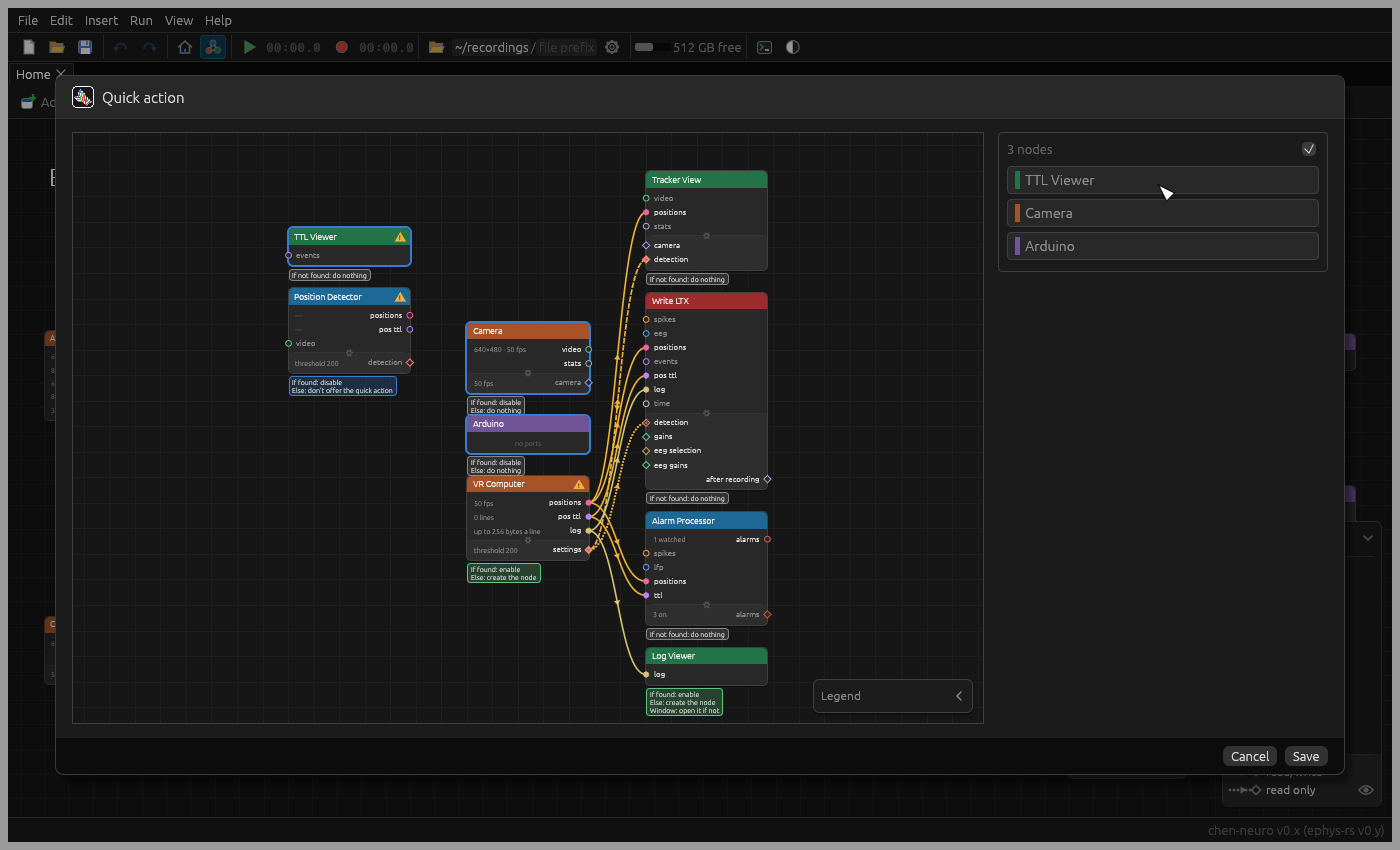 File Edit Insert Run View Help
00:00.0 00:00.0 ~/recordings/ file prefix 512 GB free
Home
Quick action
3 nodes
TTL Viewer
Camera
Arduino
TTL Viewer
events
If not found: do nothing
Position Detector
positions
pos ttl
video
threshold 200 detection
If found: disable
Else: don't offer the quick action
Camera
640×480 · 50 fps video
stats
50 fps camera
If found: disable
Else: do nothing
Arduino
no ports
If found: disable
Else: do nothing
VR Computer
50 fps positions
0 lines pos ttl
up to 256 bytes a line log
threshold 200 settings
If found: enable
Else: create the node
Tracker View
video
positions
stats
camera
detection
If not found: do nothing
Write LTX
spikes
eeg
positions
events
pos ttl
log
time
detection
gains
eeg selection
eeg gains
after recording
If not found: do nothing
Alarm Processor
1 watched alarms
spikes
lfp
positions
ttl
3 on alarms
If not found: do nothing
Log Viewer
log
If found: enable
Else: create the node
Window: open it if not
Legend
Cancel Save
read only
chen-neuro v0.x (ephys-rs v0.y)